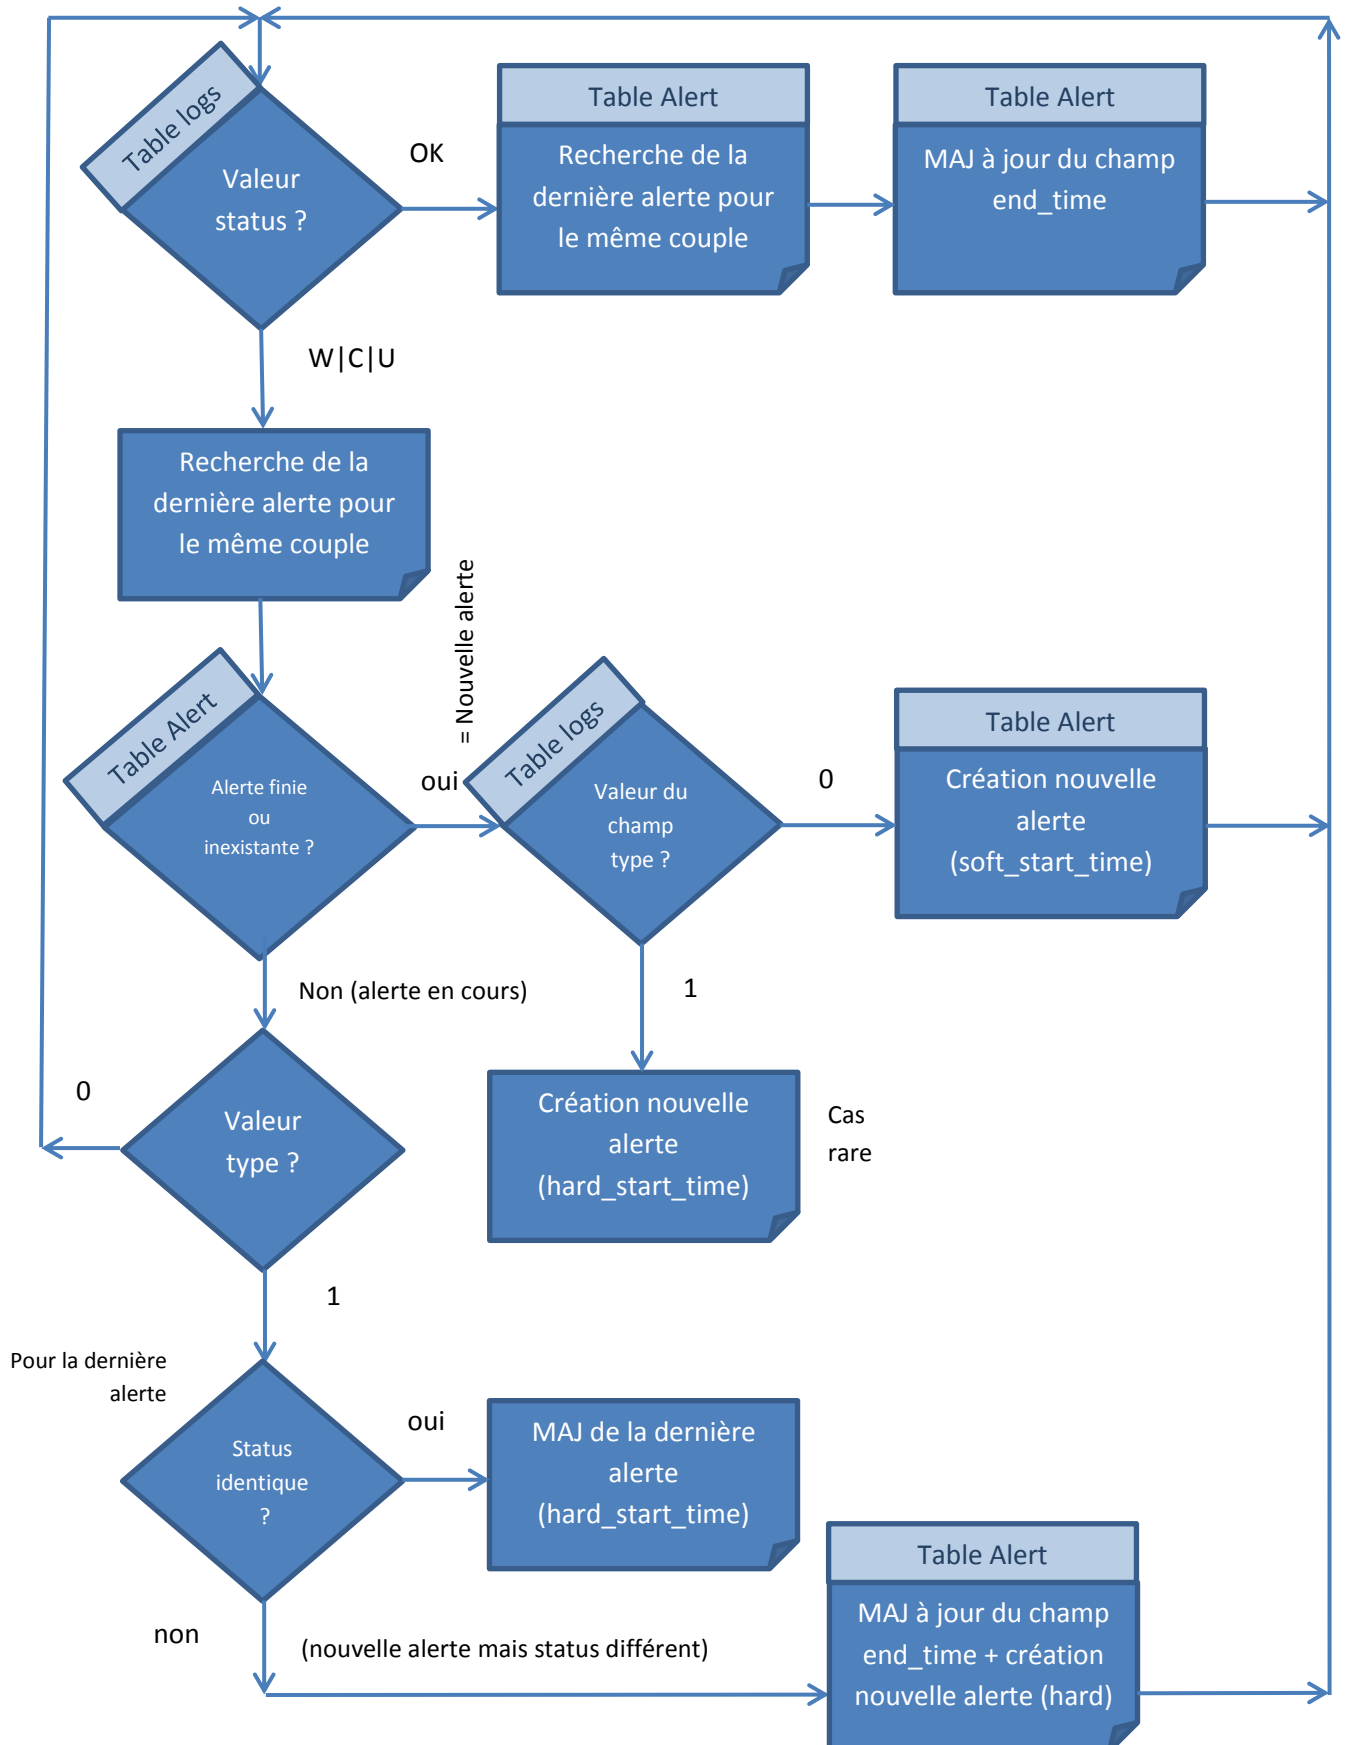 Table logs
Valeur
status ?
OK
Table Alert
Recherche de la
dernière alerte pour
le même couple
Table Alert
MAJ à jour du champ
end_time
W|C|U
Recherche de la
dernière alerte pour
le même couple
Table Alert
Alerte finie
ou
inexistante ?
oui
= Nouvelle alerte
Table logs
Valeur du
champ
type ?
0
Table Alert
Création nouvelle
alerte
(soft_start_time)
Non (alerte en cours)
1
0
Valeur
type ?
Création nouvelle
alerte
(hard_start_time)
Cas
rare
1
Pour la dernière
alerte
Status
identique
?
oui
MAJ de la dernière
alerte
(hard_start_time)
non
(nouvelle alerte mais status différent)
Table Alert
MAJ à jour du champ
end_time + création
nouvelle alerte (hard)